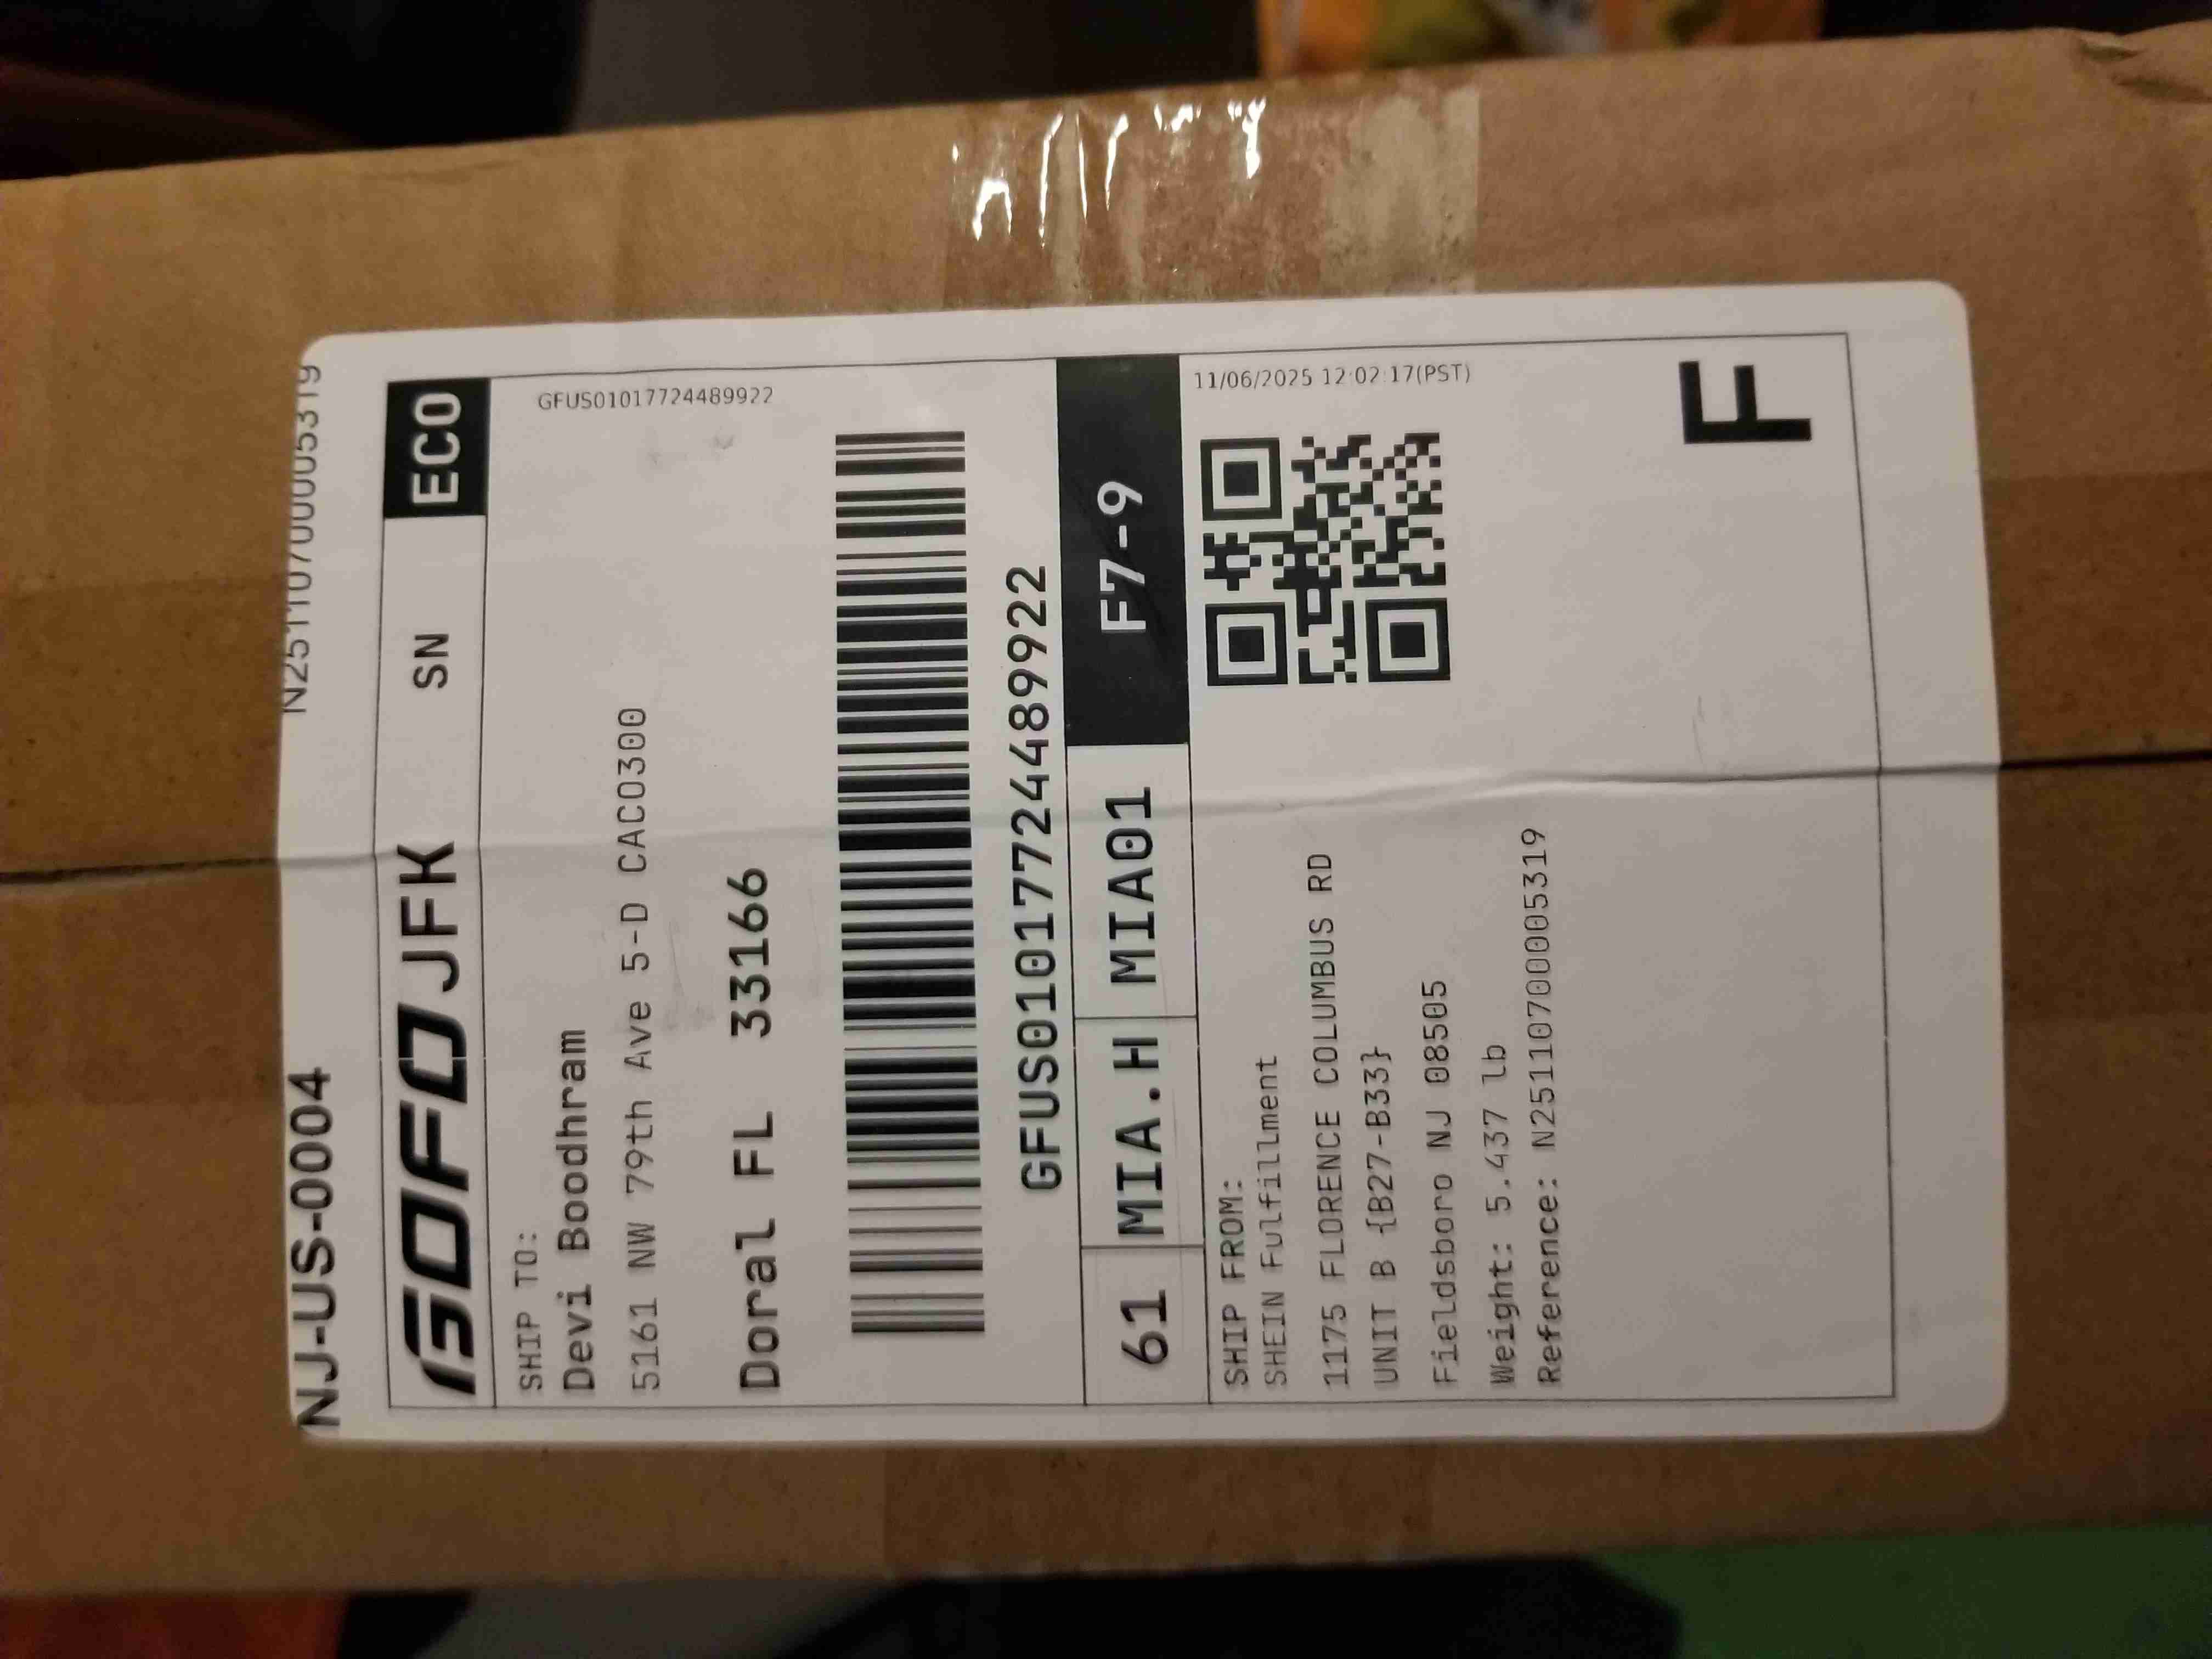 NJ-US-0004 N25110700005319
GOFO JFK SN ECO
GFUS01017724489922
SHIP TO:
Devi Boodhram
5161 NW 79th Ave 5-D CACO300
Doral FL 33166
GFUS01017724489922
61 MIA.H MIA01 F7-9
11/06/2025 12:02:17(PST)
SHIP FROM:
SHEIN Fulfillment
1175 FLORENCE COLUMBUS RD
UNIT B {B27-B33}
Fieldsboro NJ 08505
Weight: 5.437 lb
Reference: N25110700005319
F